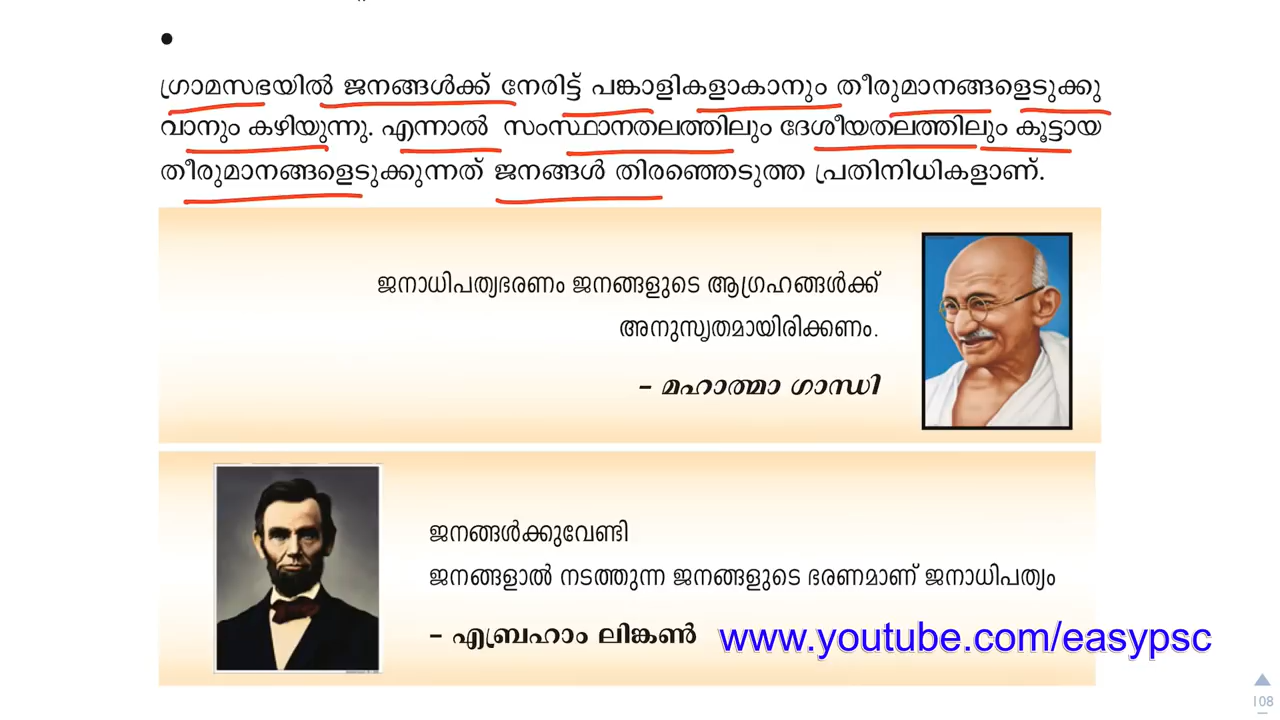 ഗ്രാമസഭയിൽ ജനങ്ങൾക്ക് നേരിട്ട് പങ്കാളികളാകാനും തീരുമാനങ്ങളെടുക്കു
വാനും കഴിയുന്നു. എന്നാൽ സംസ്ഥാനതലത്തിലും ദേശീയതലത്തിലും കൂട്ടായ
തീരുമാനങ്ങളെടുക്കുന്നത് ജനങ്ങൾ തിരഞ്ഞെടുത്ത പ്രതിനിധികളാണ്.
ജനാധിപത്യഭരണം ജനങ്ങളുടെ ആഗ്രഹങ്ങൾക്ക്
അനുസൃതമായിരിക്കണം.
– മഹാത്മാ ഗാന്ധി
ജനങ്ങൾക്കുവേണ്ടി
ജനങ്ങളാൽ നടത്തുന്ന ജനങ്ങളുടെ ഭരണമാണ് ജനാധിപത്യം
– എബ്രഹാം ലിങ്കൺ
www.youtube.com/easypsc
108